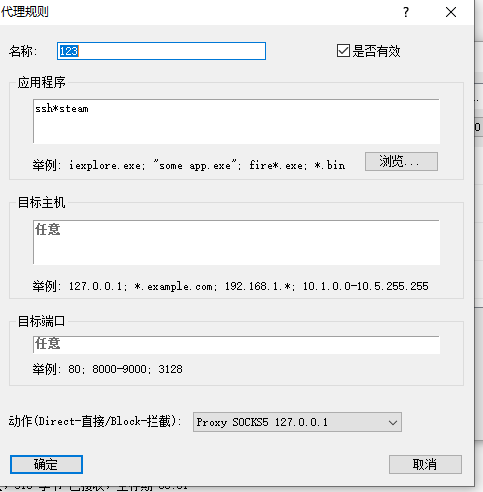 代理规则
名称:
123
是否有效
应用程序
ssh*steam
举例: iexplore.exe; "some app.exe"; fire*.exe; *.bin
浏览...
目标主机
任意
举例: 127.0.0.1; *.example.com; 192.168.1.*; 10.1.0.0-10.5.255.255
目标端口
任意
举例: 80; 8000-9000; 3128
动作(Direct-直接/Block-拦截):
Proxy SOCKS5 127.0.0.1
确定
取消